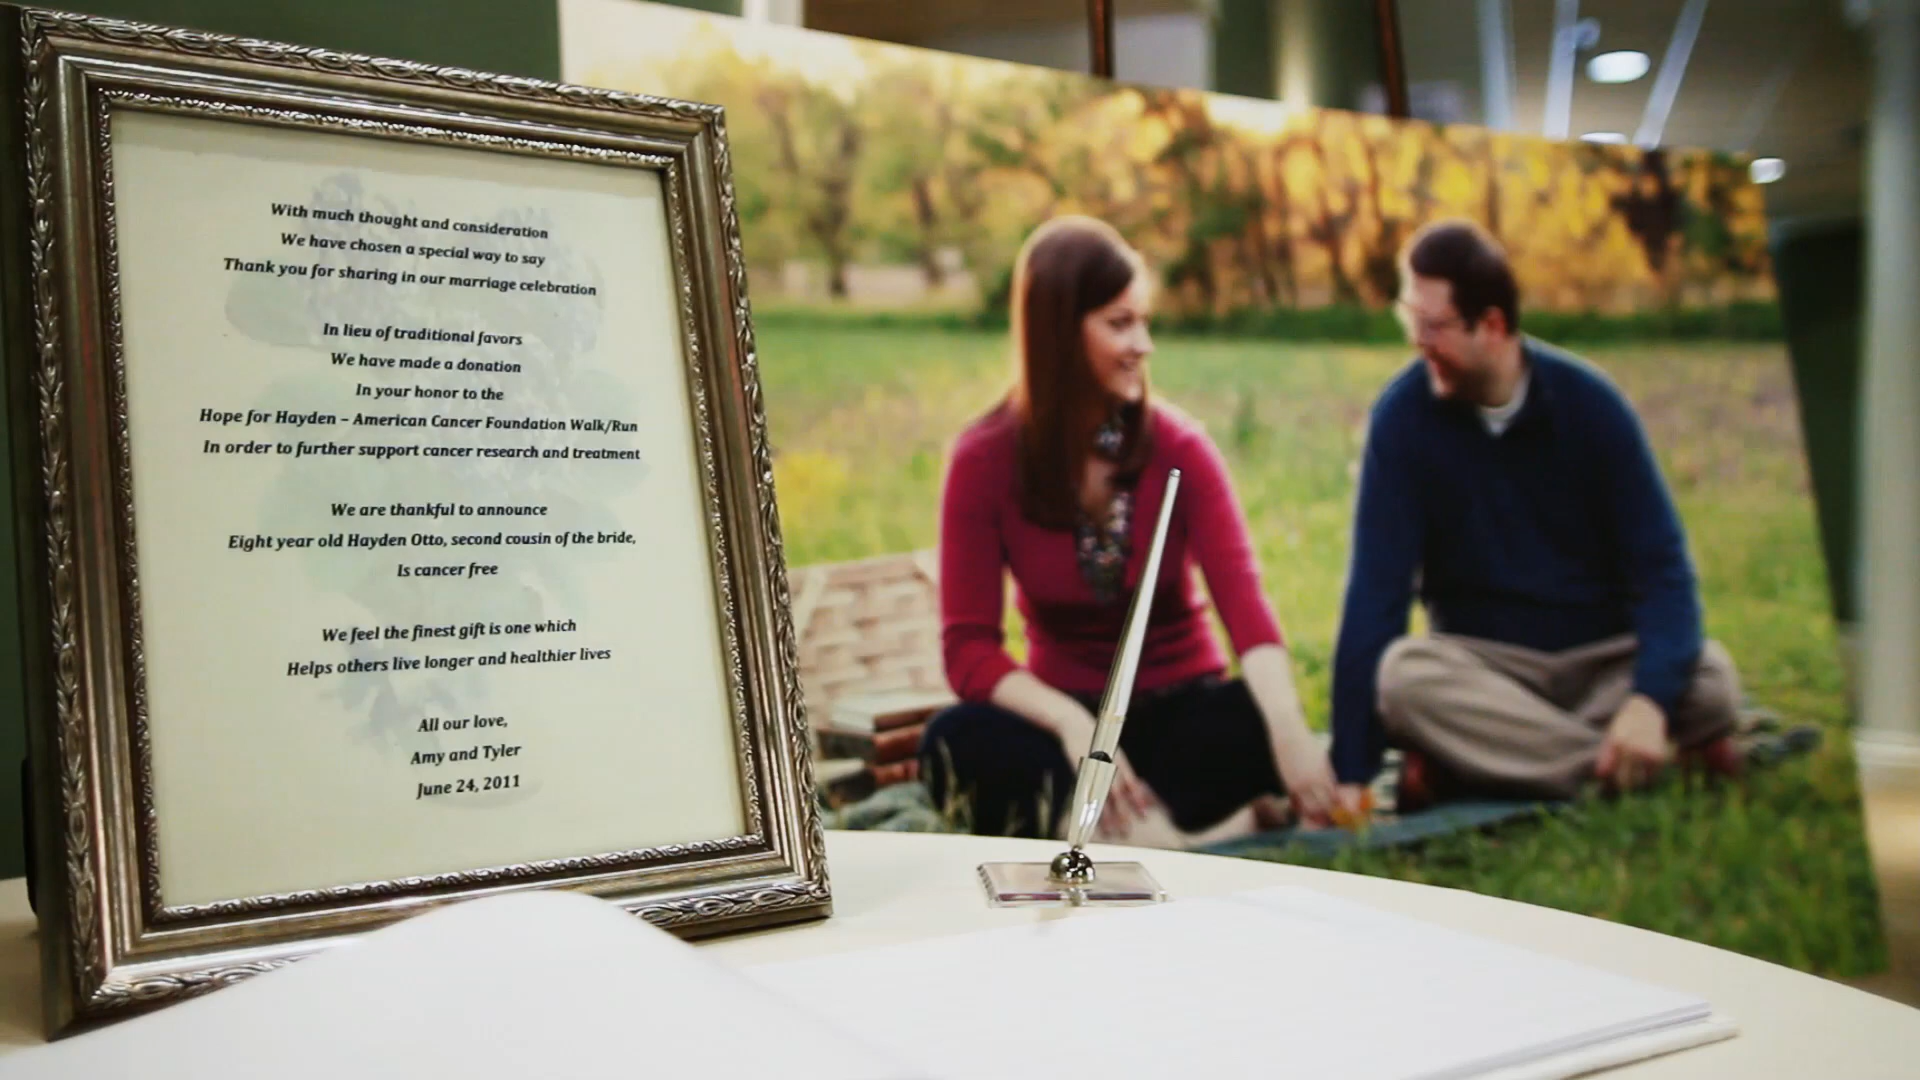 With much thought and consideration
We have chosen a special way to say
Thank you for sharing in our marriage celebration
In lieu of traditional favors
We have made a donation
In your honor to the
Hope for Hayden – American Cancer Foundation Walk/Run
In order to further support cancer research and treatment
We are thankful to announce
Eight year old Hayden Otto, second cousin of the bride,
Is cancer free
We feel the finest gift is one which
Helps others live longer and healthier lives
All our love,
Amy and Tyler
June 24, 2011